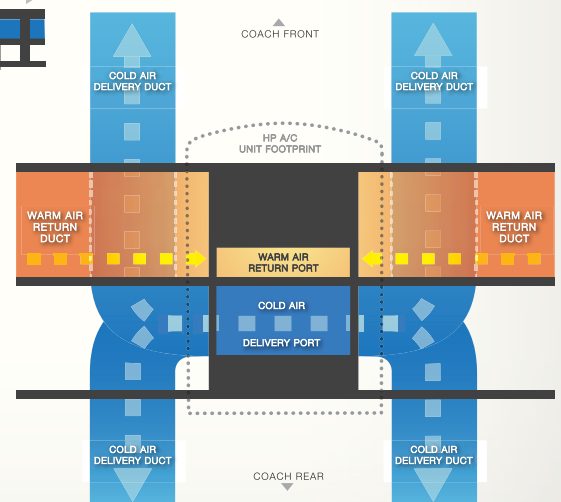 COACH FRONT
COLD AIR
DELIVERY DUCT
COLD AIR
DELIVERY DUCT
HP A/C
UNIT FOOTPRINT
WARM AIR
RETURN
DUCT
WARM AIR
RETURN
DUCT
WARM AIR
RETURN PORT
COLD AIR
DELIVERY PORT
COLD AIR
DELIVERY DUCT
COLD AIR
DELIVERY DUCT
COACH REAR